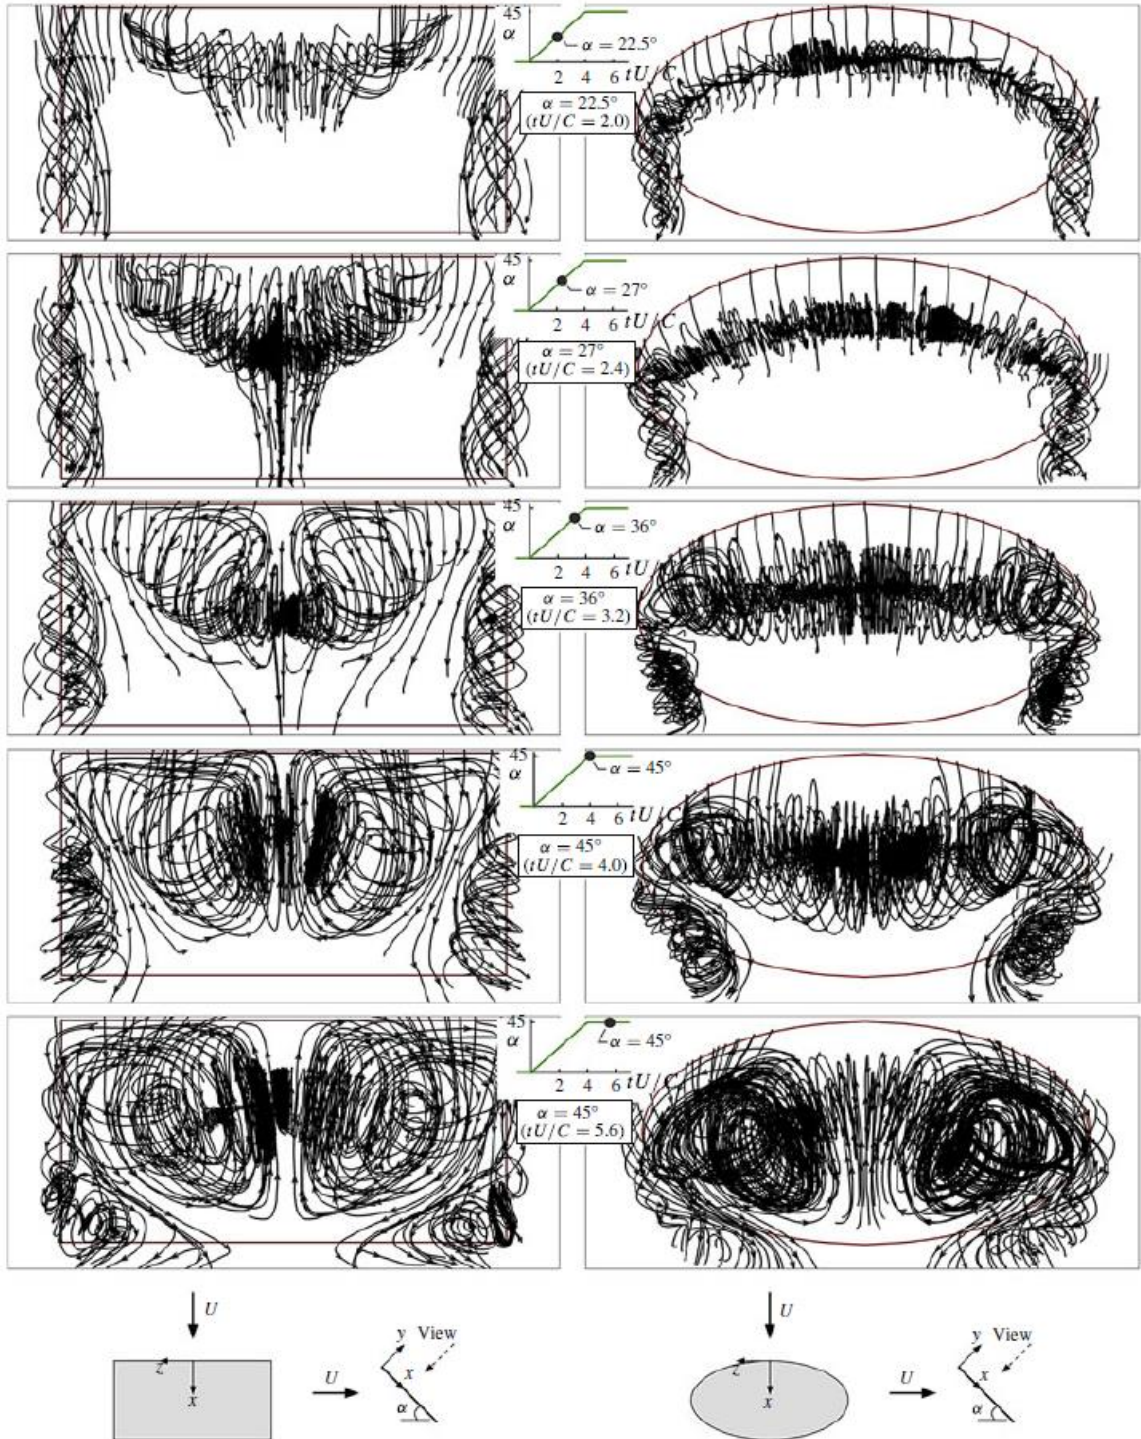 45
α
α = 22.5°
2 4 6 tU/C
α = 22.5°
(tU/C = 2.0)
45
α
α = 27°
2 4 6 tU/C
α = 27°
(tU/C = 2.4)
45
α
α = 36°
2 4 6 tU/
α = 36°
(tU/C = 3.2)
45
α
α = 45°
2 4 6 tU/C
α = 45°
(tU/C = 4.0)
45
α
α = 45°
2 4 6 tU/C
α = 45°
(tU/C = 5.6)
U
z
x
U
y View
x
α
U
z
x
U
y View
x
α